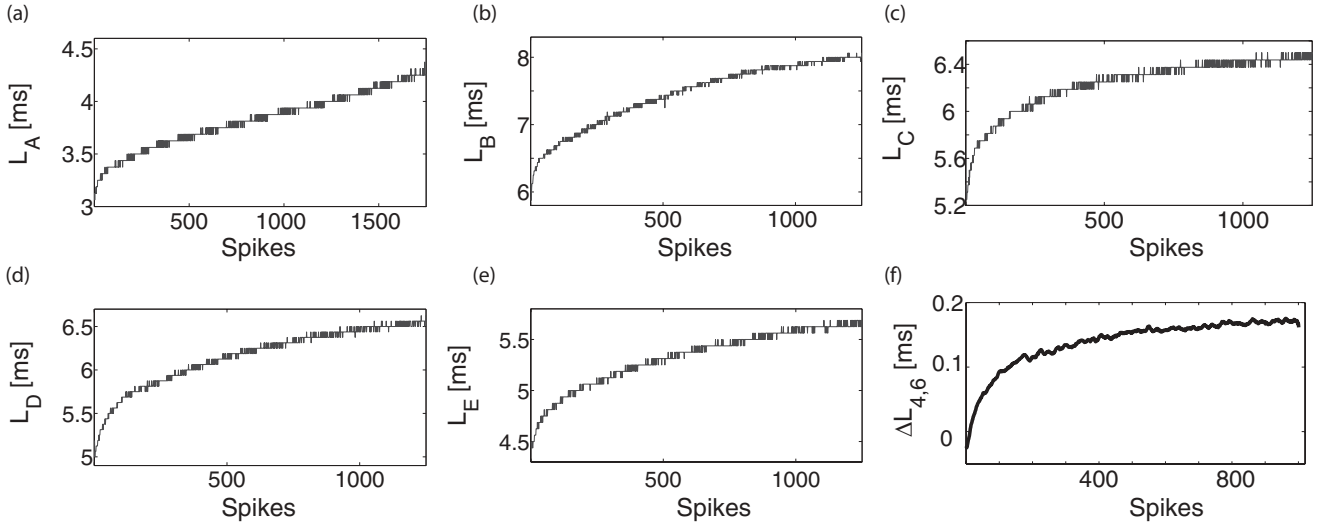 (a)
4.5
4
3.5
3
L_A [ms]
500 1000 1500
Spikes
(b)
8
7
6
L_B [ms]
500 1000
Spikes
(c)
6.4
6
5.6
5.2
L_C [ms]
500 1000
Spikes
(d)
6.5
6
5.5
5
L_D [ms]
500 1000
Spikes
(e)
5.5
5
4.5
L_E [ms]
500 1000
Spikes
(f)
0.2
0.1
0
ΔL_4,6 [ms]
400 800
Spikes